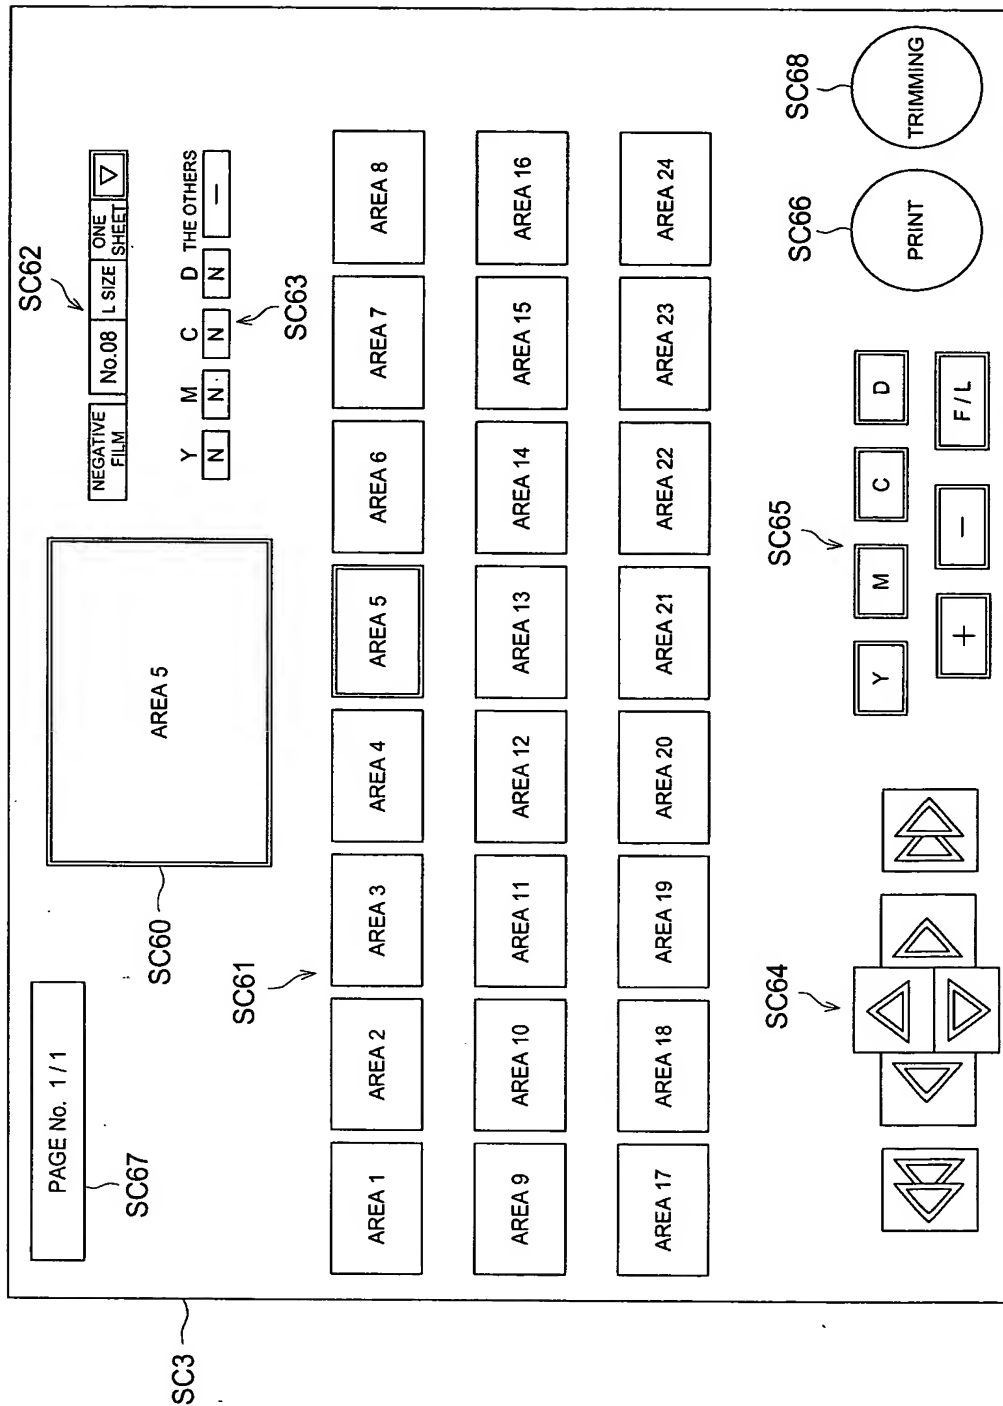 SC3
PAGE No. 1 / 1
SC67
AREA 5
SC60
SC62
NEGATIVE
FILM
No.08
L SIZE
ONE
SHEET
Y M C D THE OTHERS
N N N N —
SC63
SC61
AREA 1 AREA 2 AREA 3 AREA 4 AREA 5 AREA 6 AREA 7 AREA 8
AREA 9 AREA 10 AREA 11 AREA 12 AREA 13 AREA 14 AREA 15 AREA 16
AREA 17 AREA 18 AREA 19 AREA 20 AREA 21 AREA 22 AREA 23 AREA 24
SC64
SC65
Y M C D
+ — F / L
SC66
PRINT
SC68
TRIMMING